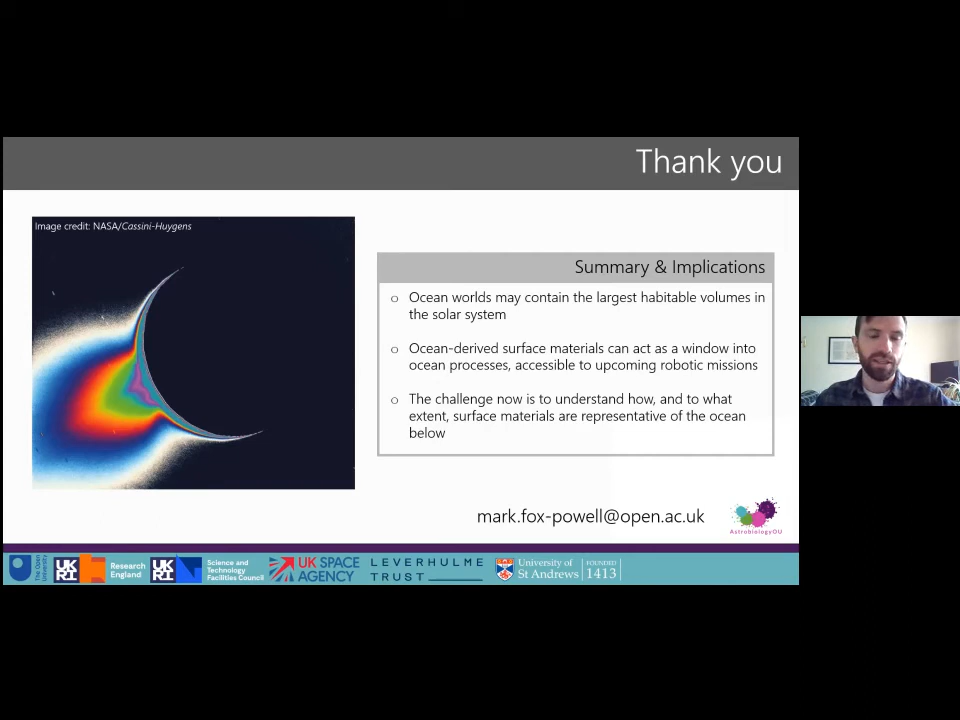 Thank you
Image credit: NASA/Cassini-Huygens
Summary & Implications
o Ocean worlds may contain the largest habitable volumes in
the solar system
o Ocean-derived surface materials can act as a window into
ocean processes, accessible to upcoming robotic missions
o The challenge now is to understand how, and to what
extent, surface materials are representative of the ocean
below
mark.fox-powell@open.ac.uk
AstrobiologyOU
The Open
University
UK
RI
Research
England
UK
RI
Science and
Technology
Facilities Council
UK SPACE
AGENCY
LEVERHULME
TRUST
University of
St Andrews
FOUNDED
1413